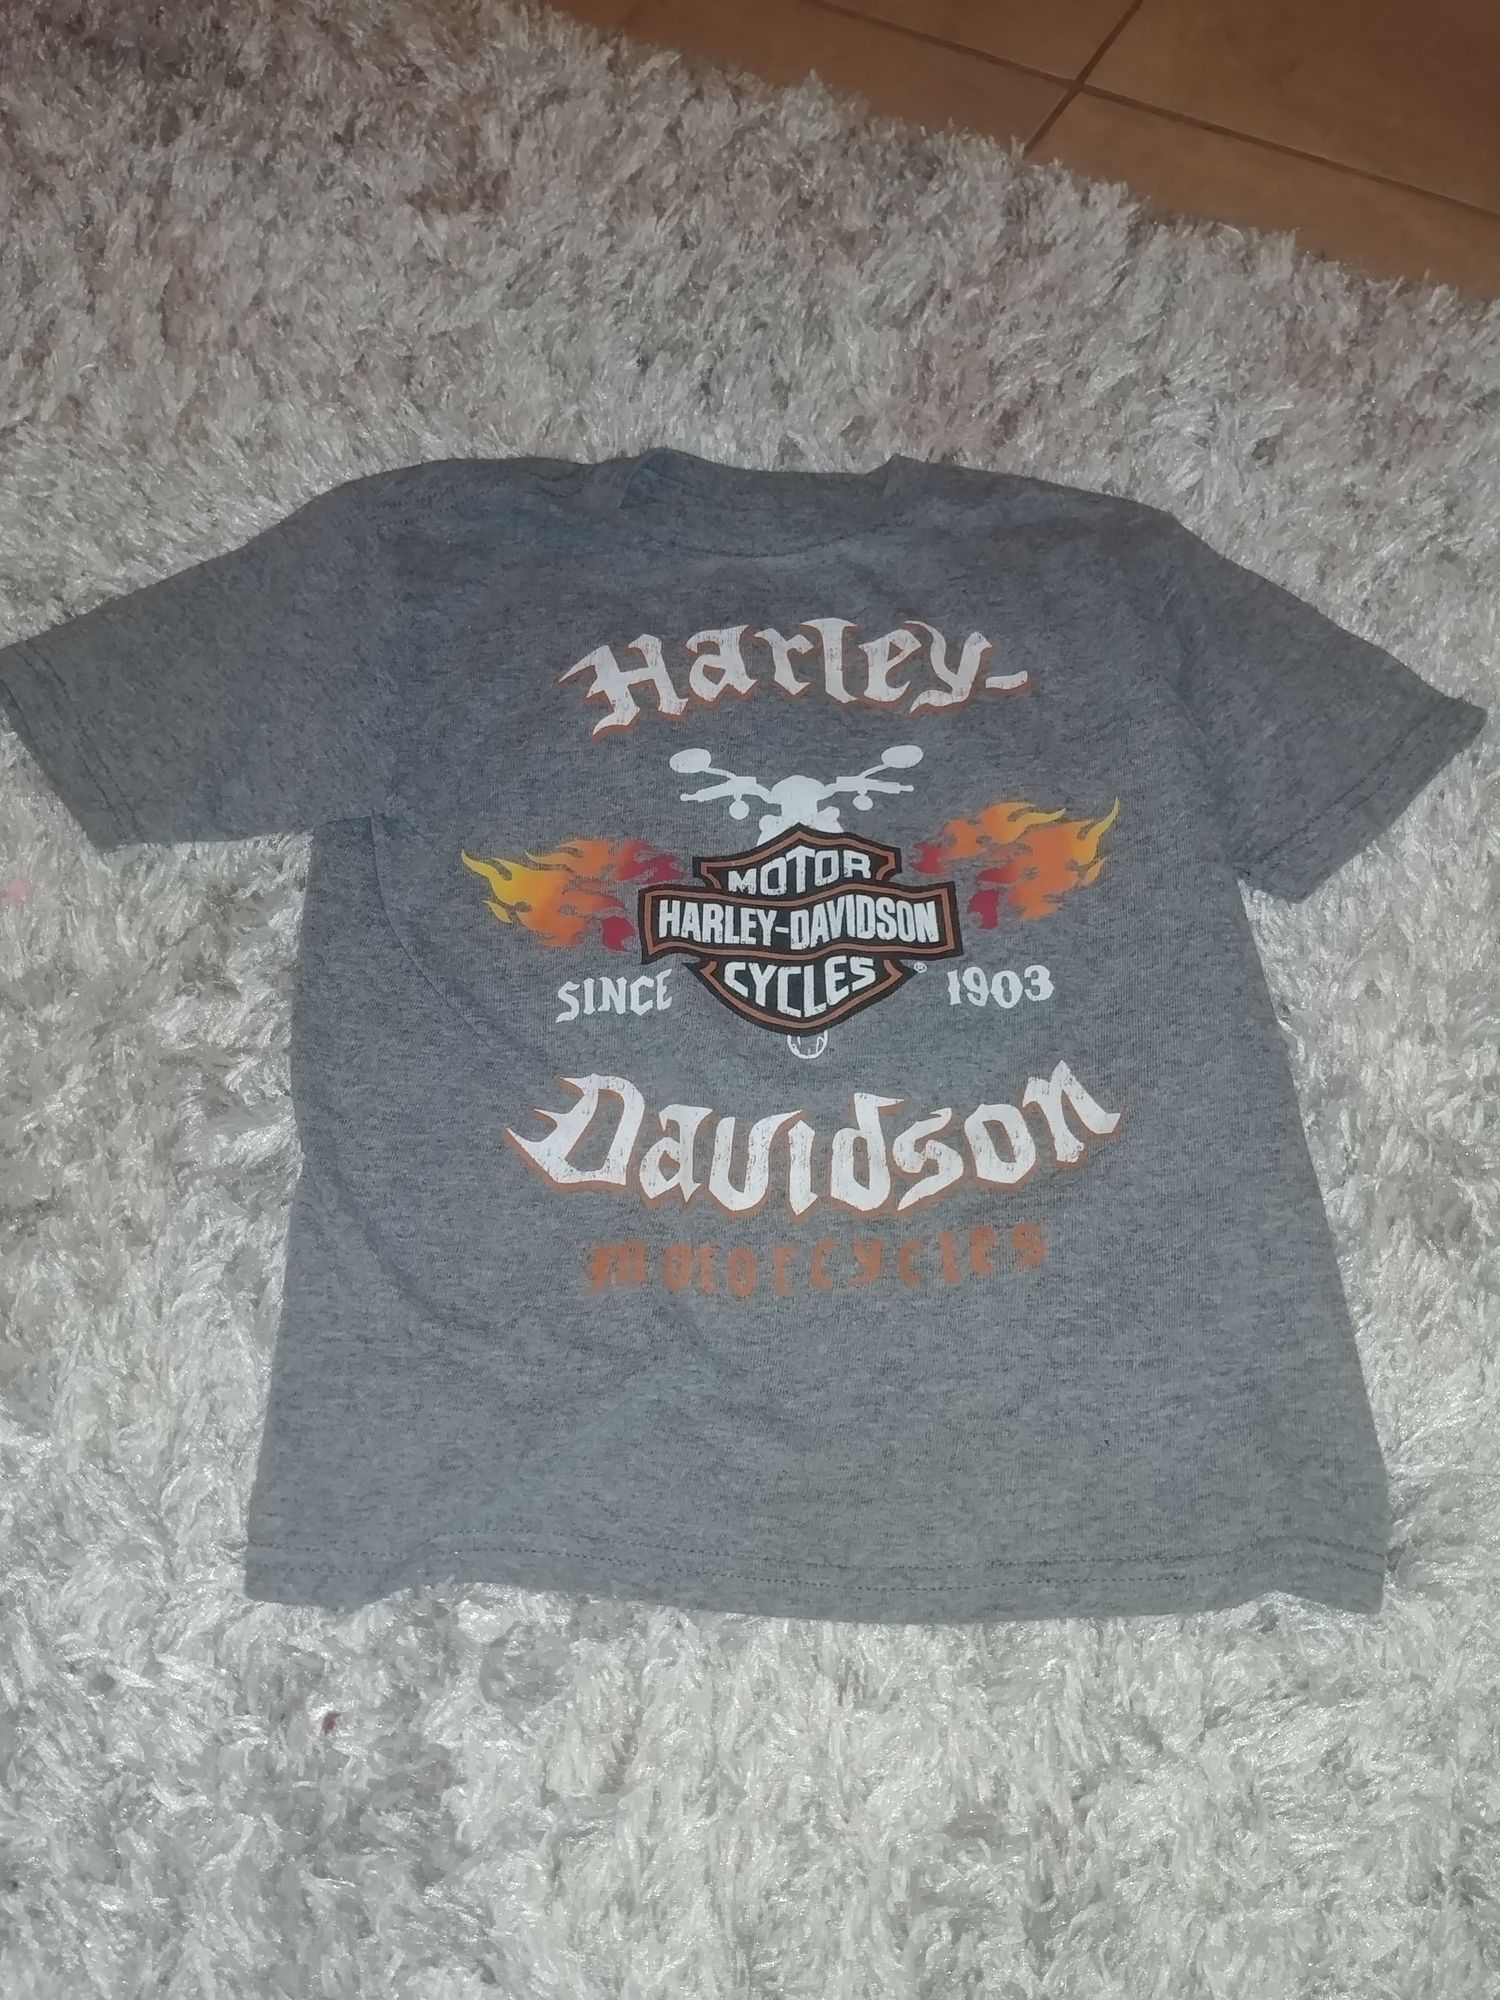 Harley-
MOTOR
HARLEY-DAVIDSON
CYCLES ®
SINCE 1903
Davidson
motorcycles